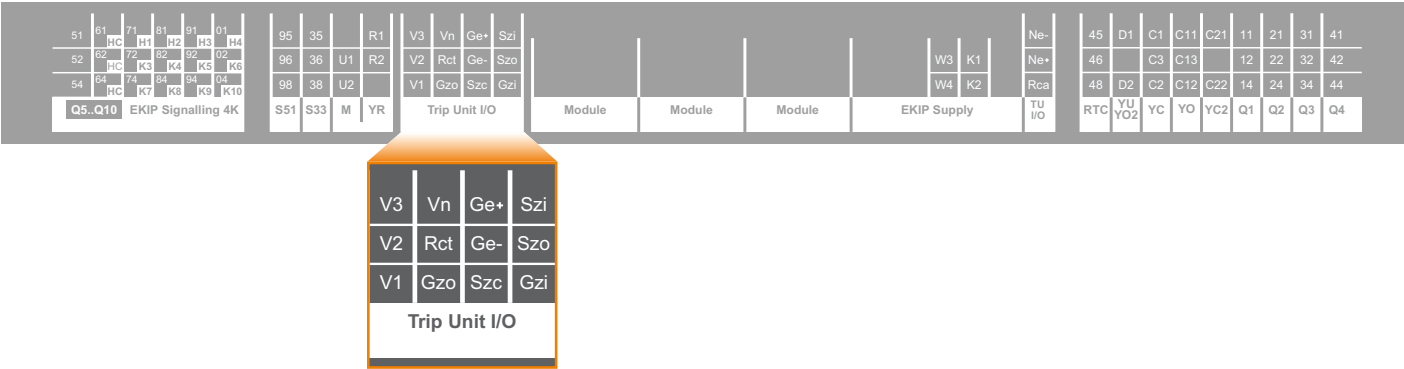 51 61 HC 71 H1 81 H2 91 H3 01 H4 95 35 R1 V3 Vn Ge+ Szi Ne- 45 D1 C1 C11 C21 11 21 31 41
52 62 HC 72 K3 82 K4 92 K5 02 K6 96 36 U1 R2 V2 Rct Ge- Szo W3 K1 Ne+ 46 C3 C13 12 22 32 42
54 64 HC 74 K7 84 K8 94 K9 04 K10 98 38 U2 V1 Gzo Szc Gzi W4 K2 Rca 48 D2 C2 C12 C22 14 24 34 44
Q5..Q10 EKIP Signalling 4K S51 S33 M YR Trip Unit I/O Module Module Module EKIP Supply TU I/O RTC YU YO2 YC YO YC2 Q1 Q2 Q3 Q4
V3 Vn Ge+ Szi
V2 Rct Ge- Szo
V1 Gzo Szc Gzi
Trip Unit I/O